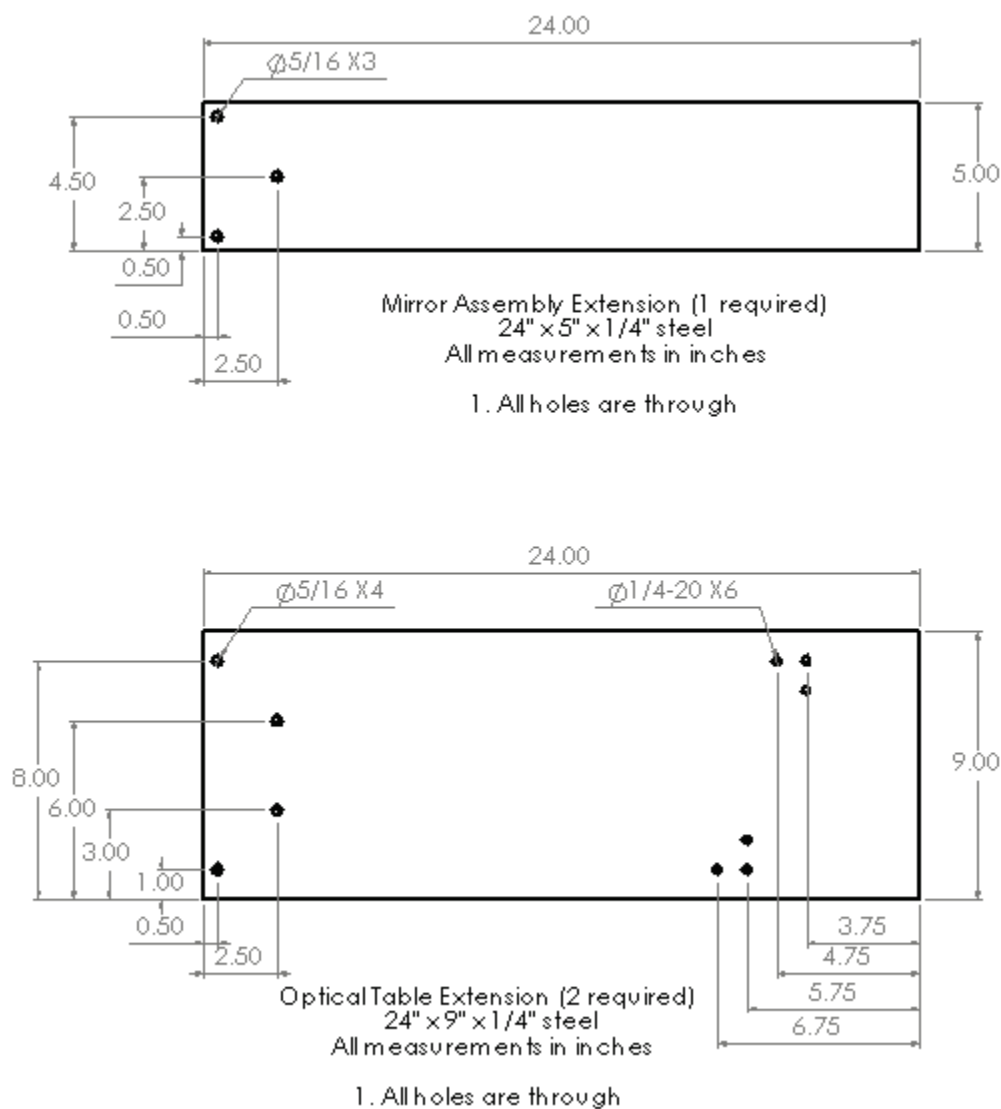 24.00
⌀5/16 X3
4.50
2.50
5.00
0.50
0.50
2.50
Mirror Assembly Extension (1 required)
24" x 5" x 1/4" steel
All measurements in inches
1. All holes are through
24.00
⌀5/16 X4
⌀1/4-20 X6
8.00
6.00
9.00
3.00
1.00
0.50
3.75
2.50
4.75
5.75
6.75
Optical Table Extension (2 required)
24" x 9" x 1/4" steel
All measurements in inches
1. All holes are through